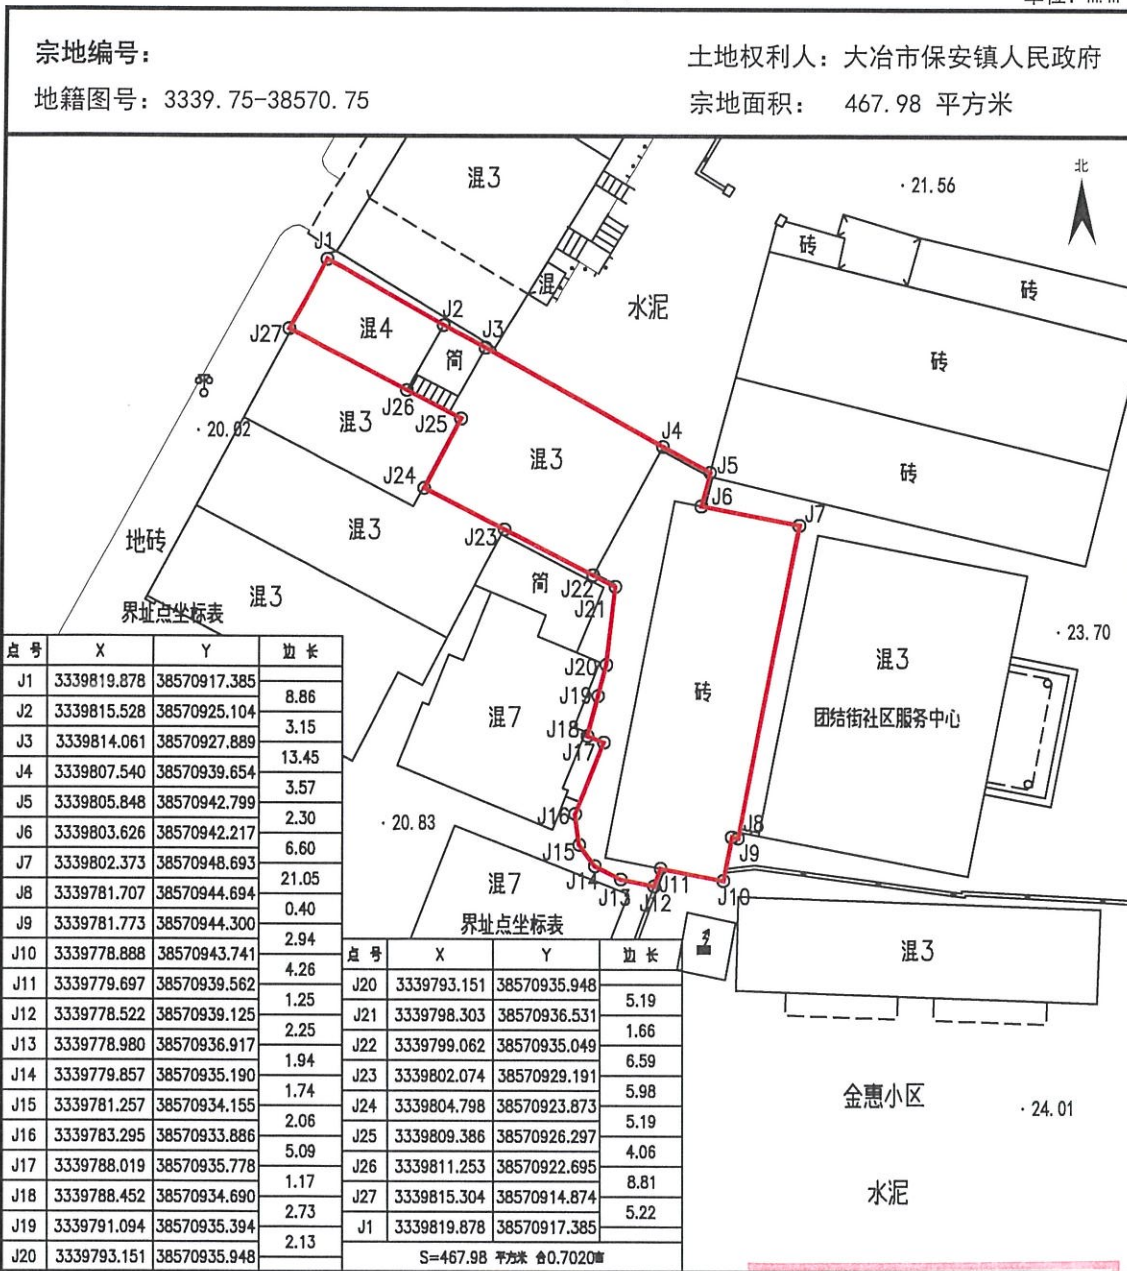 宗地编号：
土地权利人：大冶市保安镇人民政府
地籍图号：3339.75-38570.75
宗地面积： 467.98 平方米
混3
北
·21.56
砖
砖
混
水泥
J1
J2
J3
混4
简
J27
砖
J26
J25
混3
·20.02
J4
混3
J5
砖
J24
J6
J7
J23
混3
地砖
简
J22
J21
混3
·23.70
J20
混3
砖
J19
团结街社区服务中心
混7
J18
J17
J16
·20.83
J8
J9
J15
J14
J13
J12
J11
J10
混7
混3
金惠小区
·24.01
水泥
界址点坐标表
点 号 X Y 边 长
J1 3339819.878 38570917.385
8.86
J2 3339815.528 38570925.104
3.15
J3 3339814.061 38570927.889
13.45
J4 3339807.540 38570939.654
3.57
J5 3339805.848 38570942.799
2.30
J6 3339803.626 38570942.217
6.60
J7 3339802.373 38570948.693
21.05
J8 3339781.707 38570944.694
0.40
J9 3339781.773 38570944.300
2.94
J10 3339778.888 38570943.741
4.26
J11 3339779.697 38570939.562
1.25
J12 3339778.522 38570939.125
2.25
J13 3339778.980 38570936.917
1.94
J14 3339779.857 38570935.190
1.74
J15 3339781.257 38570934.155
2.06
J16 3339783.295 38570933.886
5.09
J17 3339788.019 38570935.778
1.17
J18 3339788.452 38570934.690
2.73
J19 3339791.094 38570935.394
2.13
J20 3339793.151 38570935.948
界址点坐标表
点 号 X Y 边 长
J20 3339793.151 38570935.948
5.19
J21 3339798.303 38570936.531
1.66
J22 3339799.062 38570935.049
6.59
J23 3339802.074 38570929.191
5.98
J24 3339804.798 38570923.873
5.19
J25 3339809.386 38570926.297
4.06
J26 3339811.253 38570922.695
8.81
J27 3339815.304 38570914.874
5.22
J1 3339819.878 38570917.385
S=467.98 平方米 合0.7020亩